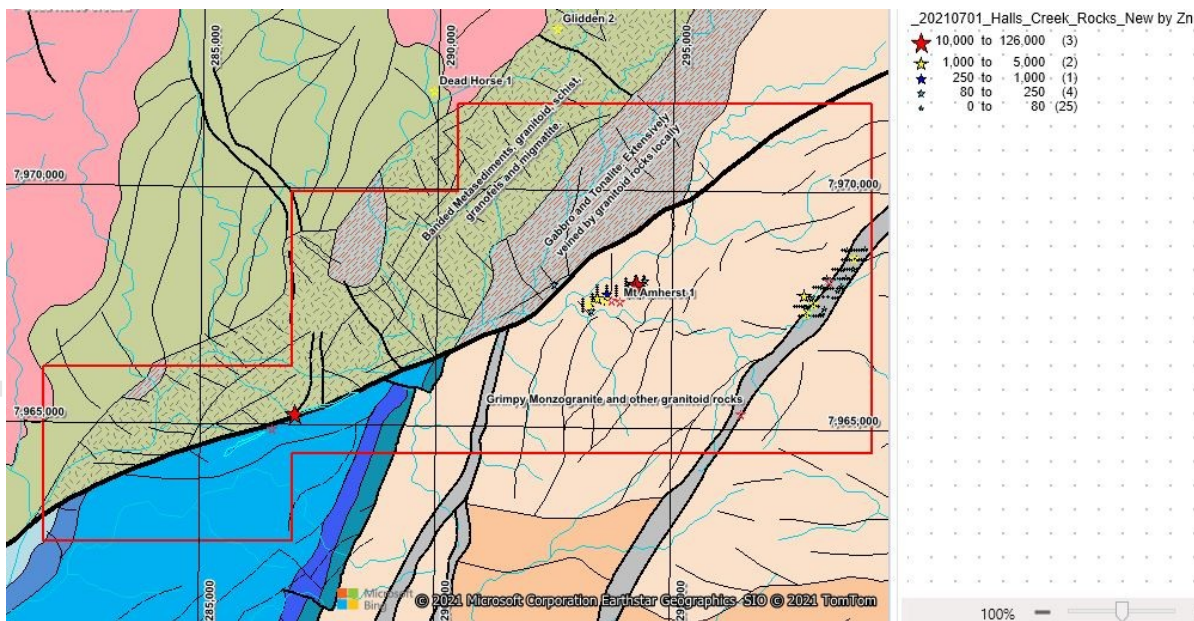 _20210701_Halls_Creek_Rocks_New by Zn
10,000 to 126,000 (3)
1,000 to 5,000 (2)
250 to 1,000 (1)
80 to 250 (4)
0 to 80 (25)
Glidden 2
285,000
290,000
295,000
Dead Horse 1
Banded Metasediments, granitoid, schist,
granofels and migmatite.
Gabbro and Tonalite. Extensively
veined by granitoid rocks locally
7,970,000
7,970,000
Mt Amherst 1
Grimpy Monzogranite and other granitoid rocks
7,965,000
7,965,000
285,000
290,000
295,000
Microsoft
Bing
© 2021 Microsoft Corporation Earthstar Geographics SIO © 2021 TomTom
100%